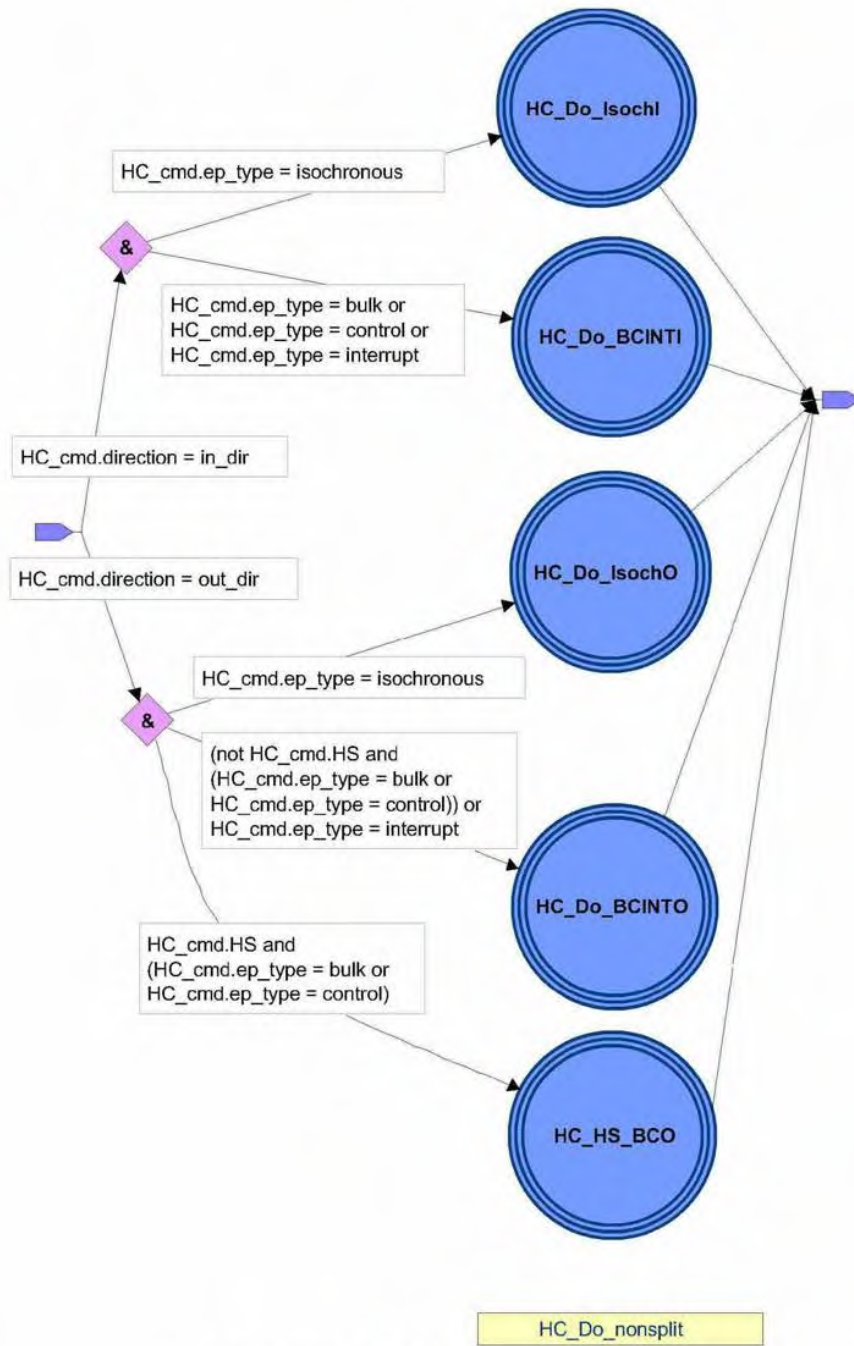 HC_Do_IsochI
HC_cmd.ep_type = isochronous
&
HC_cmd.ep_type = bulk or
HC_cmd.ep_type = control or
HC_cmd.ep_type = interrupt
HC_Do_BCINTI
HC_cmd.direction = in_dir
HC_cmd.direction = out_dir
HC_Do_IsochO
HC_cmd.ep_type = isochronous
&
(not HC_cmd.HS and
(HC_cmd.ep_type = bulk or
HC_cmd.ep_type = control)) or
HC_cmd.ep_type = interrupt
HC_Do_BCINTO
HC_cmd.HS and
(HC_cmd.ep_type = bulk or
HC_cmd.ep_type = control)
HC_HS_BCO
HC_Do_nonsplit